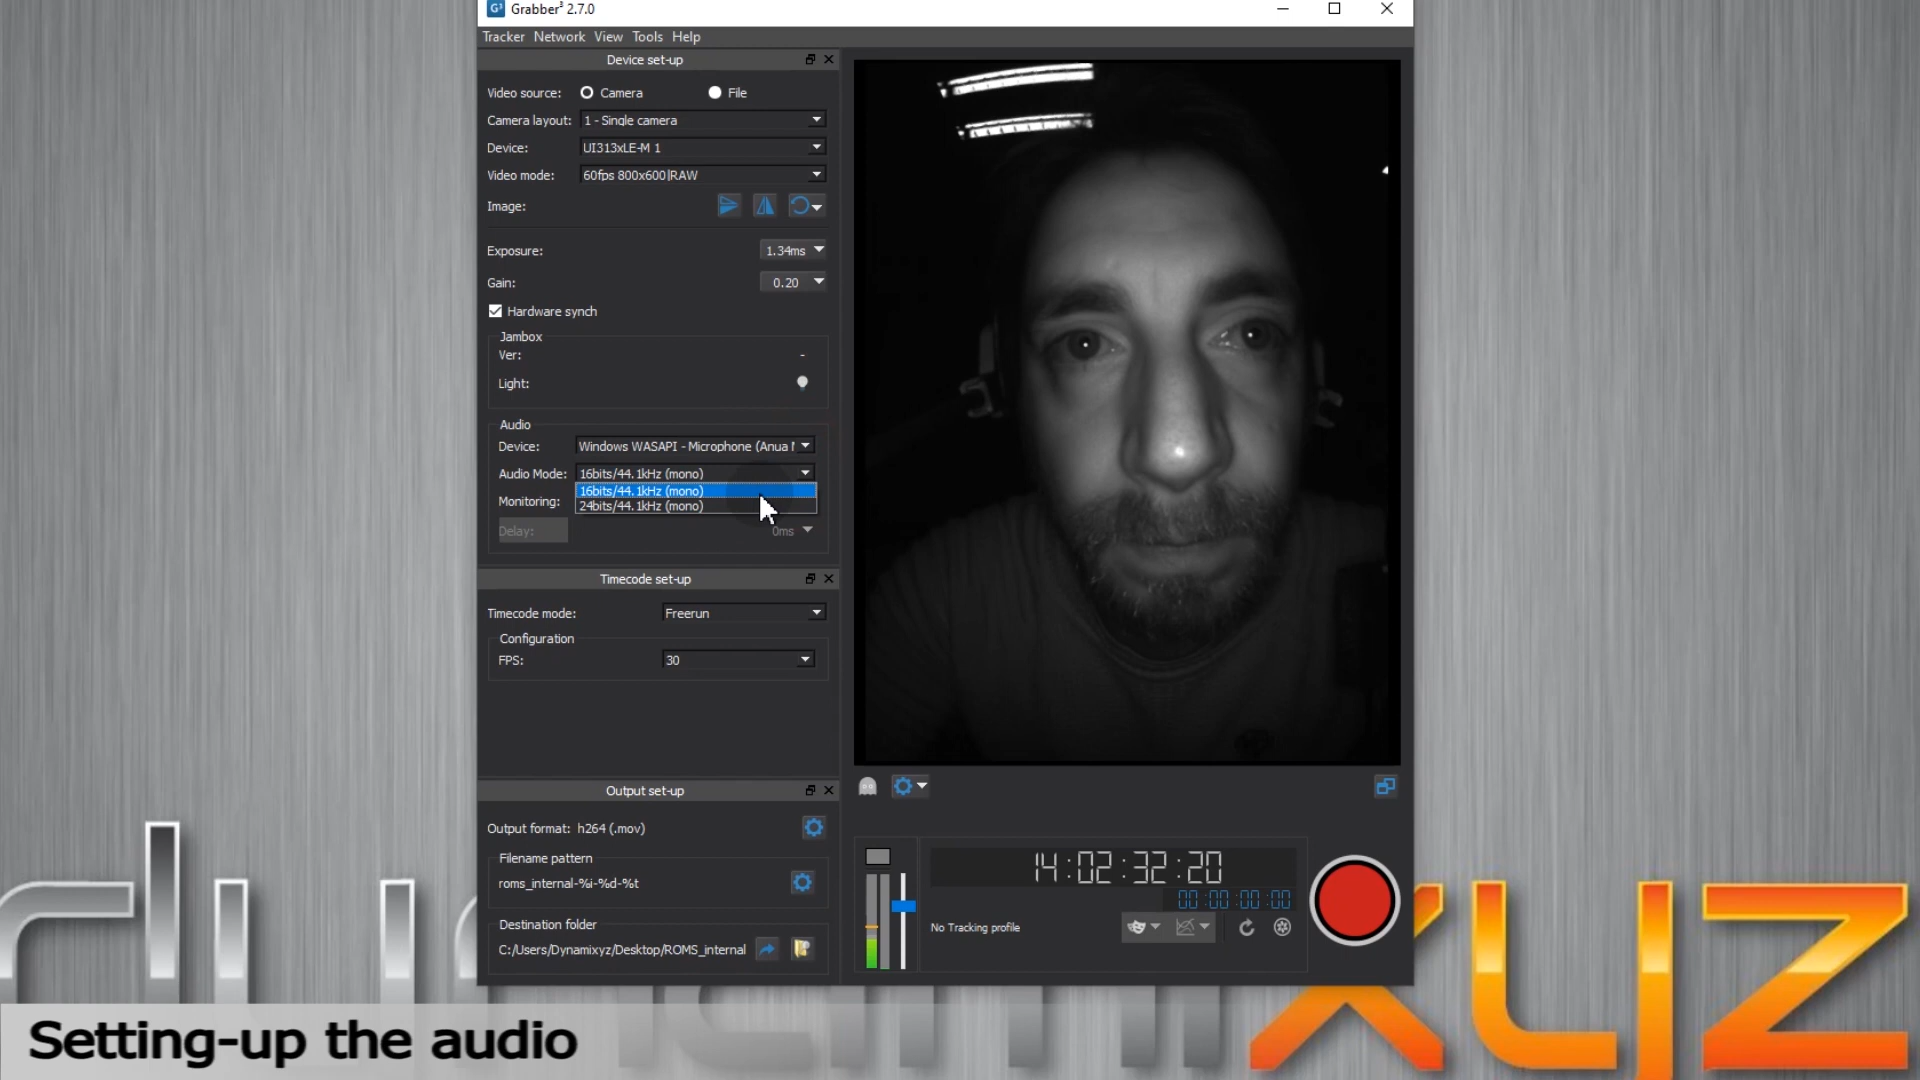 G³ Grabber³ 2.7.0
Tracker Network View Tools Help
Device set-up
Video source: Camera File
Camera layout: 1 - Single camera
Device: UI313xLE-M 1
Video mode: 60fps 800x600|RAW
Image:
Exposure: 1.34ms
Gain: 0.20
Hardware synch
Jambox
Ver: -
Light:
Audio
Device: Windows WASAPI - Microphone (Anua
Audio Mode: 16bits/44.1kHz (mono)
16bits/44.1kHz (mono)
Monitoring:
24bits/44.1kHz (mono)
Delay: 0ms
Timecode set-up
Timecode mode: Freerun
Configuration
FPS: 30
Output set-up
Output format: h264 (.mov)
Filename pattern
roms_internal-%i-%d-%t
Destination folder
C:/Users/Dynamixyz/Desktop/ROMS_internal
14:02:32:20
00:00:00:00
No Tracking profile
Setting-up the audio